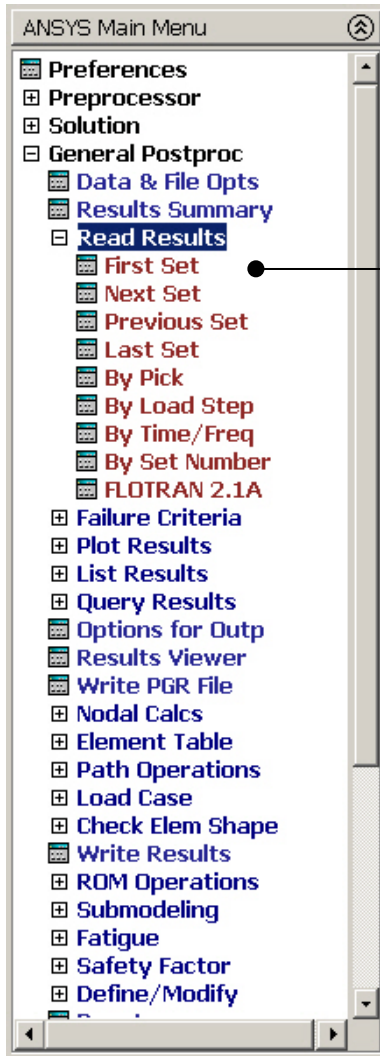 ANSYS Main Menu
Preferences
Preprocessor
Solution
General Postproc
Data & File Opts
Results Summary
Read Results
First Set
Next Set
Previous Set
Last Set
By Pick
By Load Step
By Time/Freq
By Set Number
FLOTRAN 2.1A
Failure Criteria
Plot Results
List Results
Query Results
Options for Outp
Results Viewer
Write PGR File
Nodal Calcs
Element Table
Path Operations
Load Case
Check Elem Shape
Write Results
ROM Operations
Submodeling
Fatigue
Safety Factor
Define/Modify